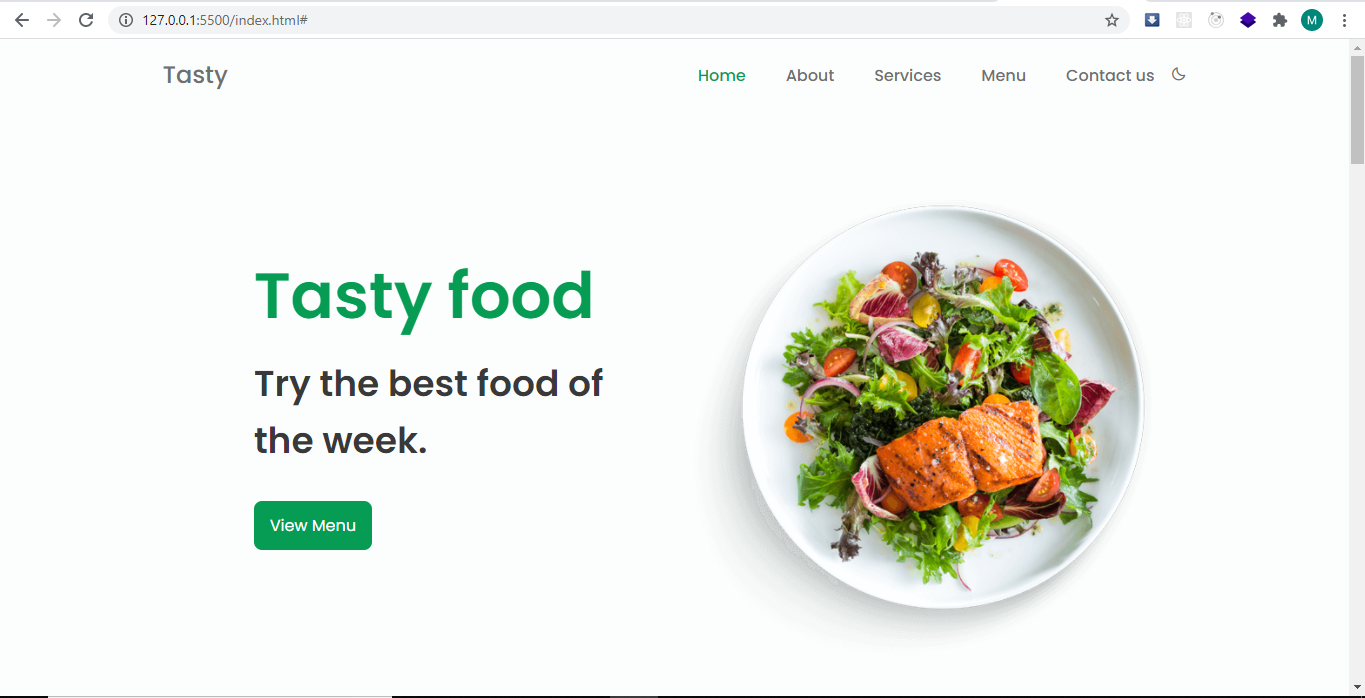 127.0.0.1:5500/index.html#
M
Tasty
Home About Services Menu Contact us
Tasty food
Try the best food of
the week.
View Menu